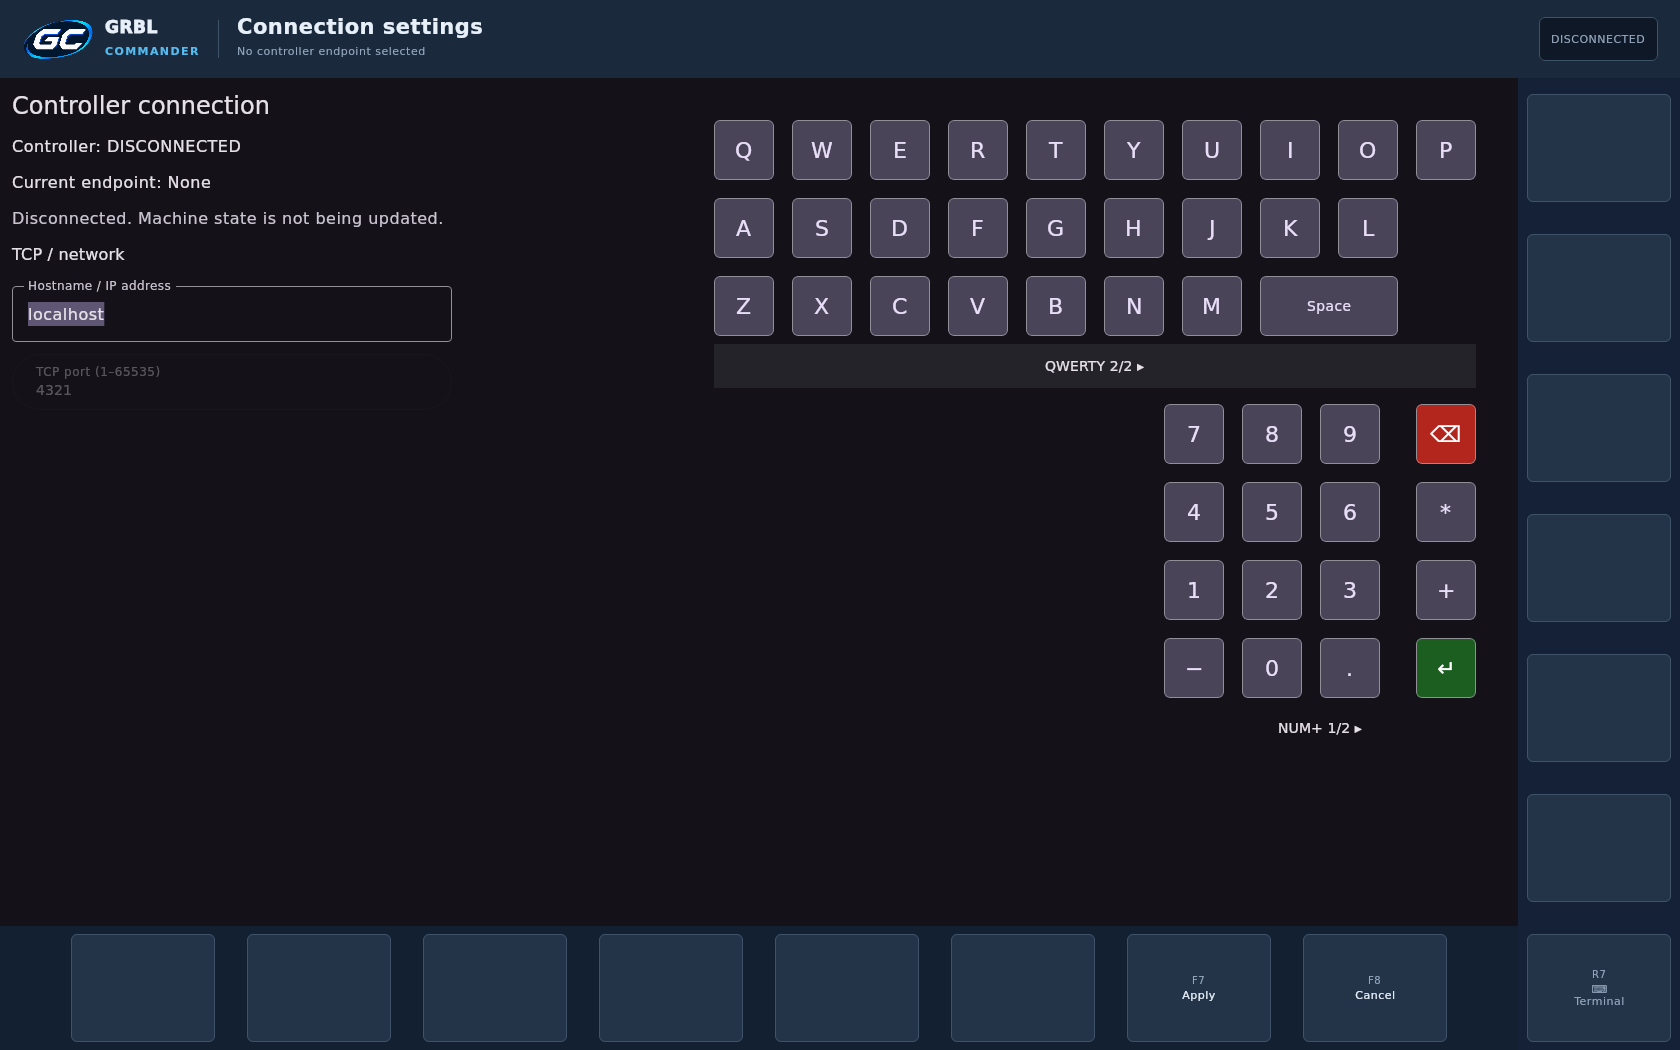 GC
GRBL
COMMANDER
Connection settings
No controller endpoint selected
DISCONNECTED
Controller connection
Controller: DISCONNECTED
Current endpoint: None
Disconnected. Machine state is not being updated.
TCP / network
Hostname / IP address
localhost
TCP port (1–65535)
4321
Q W E R T Y U I O P
A S D F G H J K L
Z X C V B N M Space
QWERTY 2/2 ▸
7 8 9 ⌫
4 5 6 *
1 2 3 +
− 0 . ↵
NUM+ 1/2 ▸
F7
Apply
F8
Cancel
R7
⌨
Terminal